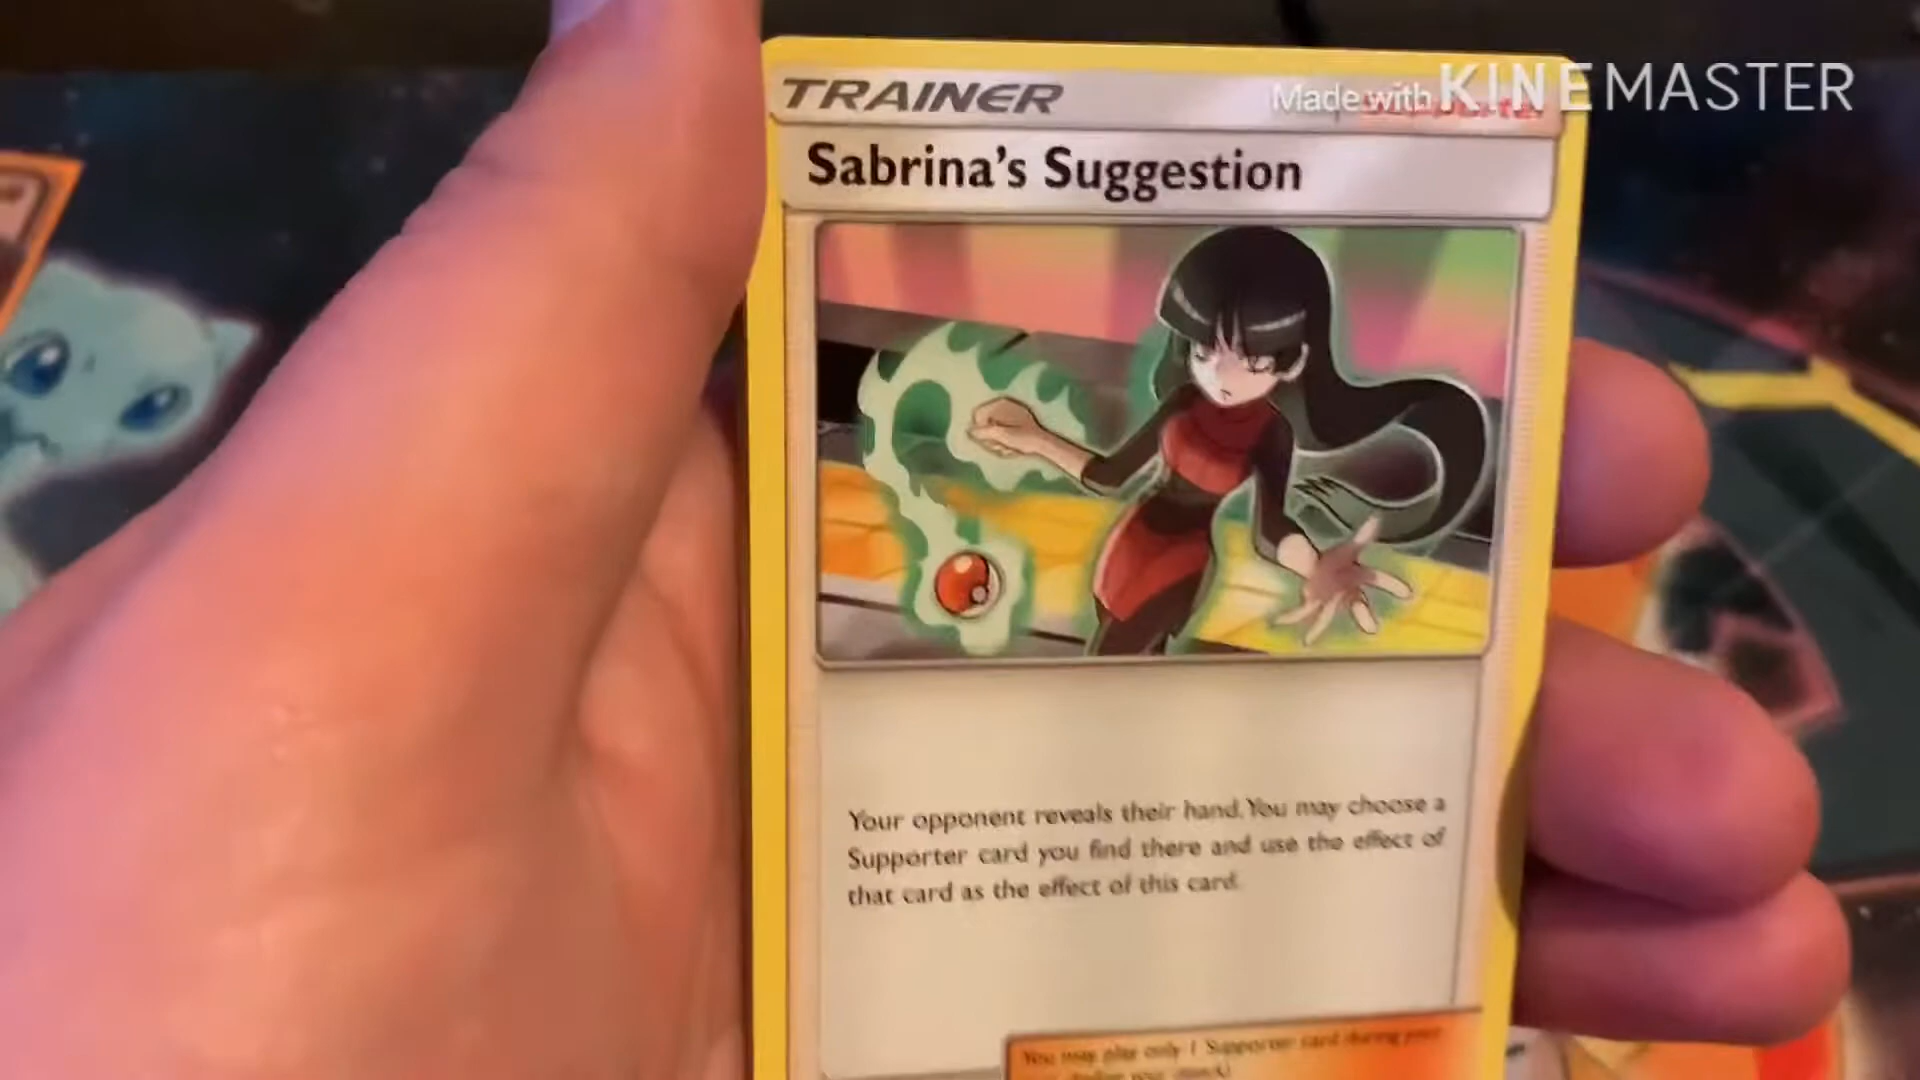 TRAINER
Made with KINEMASTER
Sabrina's Suggestion
Your opponent reveals their hand. You may choose a
Supporter card you find there and use the effect of
that card as the effect of this card.
You may play only 1 Supporter card during your